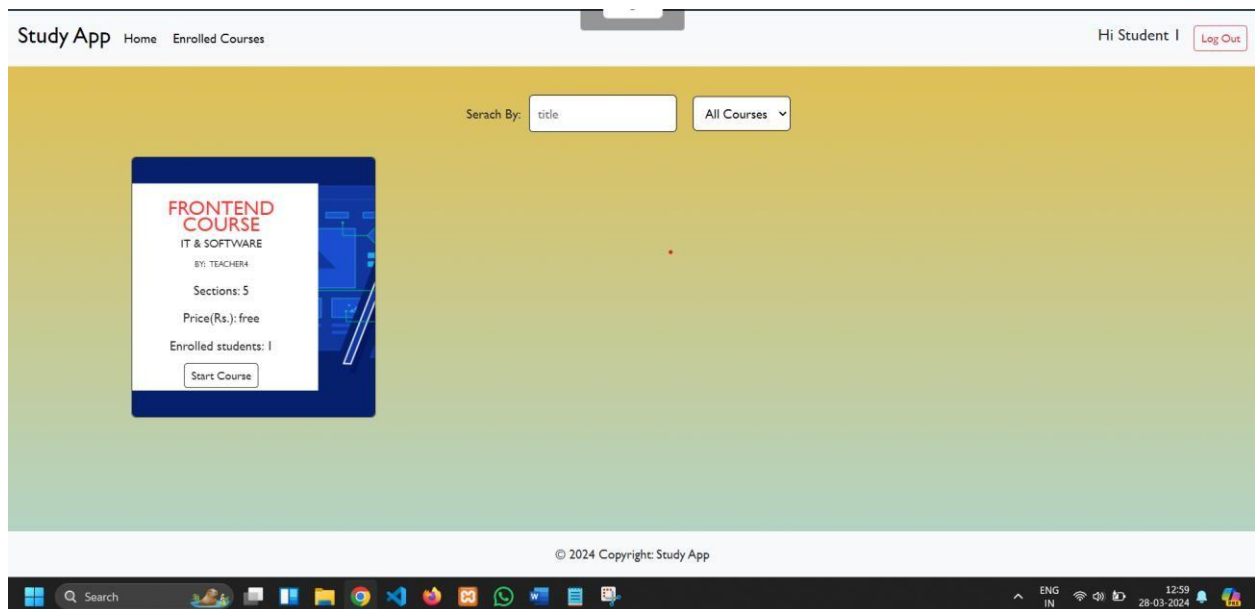 Study App Home Enrolled Courses Hi Student 1 Log Out
Serach By: title All Courses
FRONTEND
COURSE
IT & SOFTWARE
BY: TEACHER4
Sections: 5
Price(Rs.): free
Enrolled students: 1
Start Course
© 2024 Copyright: Study App
Search ENG 12:59
IN 28-03-2024